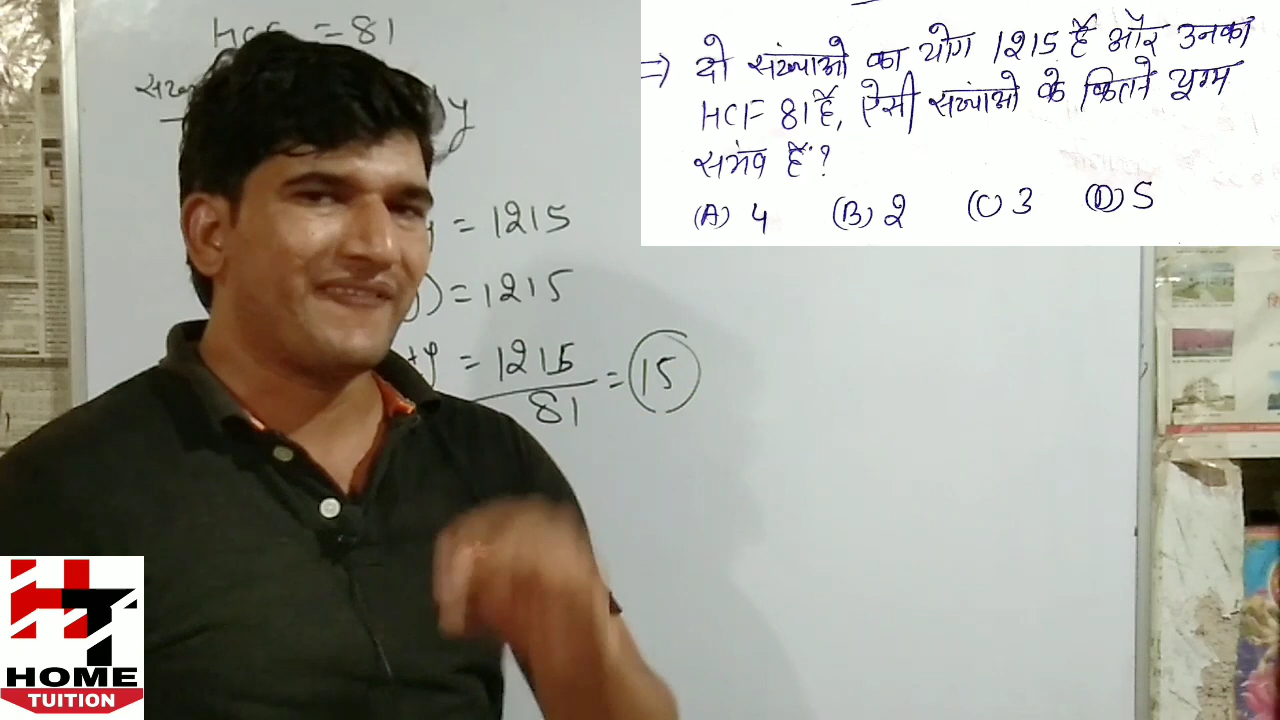 HCF = 81
⇒ दो संख्याओ का योग 1215 है और उनका
HCF 81 है, ऐसी संख्याओ के कितने युग्म
संभव हैं?
(A) 4 (B) 2 (C) 3 (D) 5
y
= 1215
) = 1215
+y = 1215/81 = 15
HT
HOME
TUITION